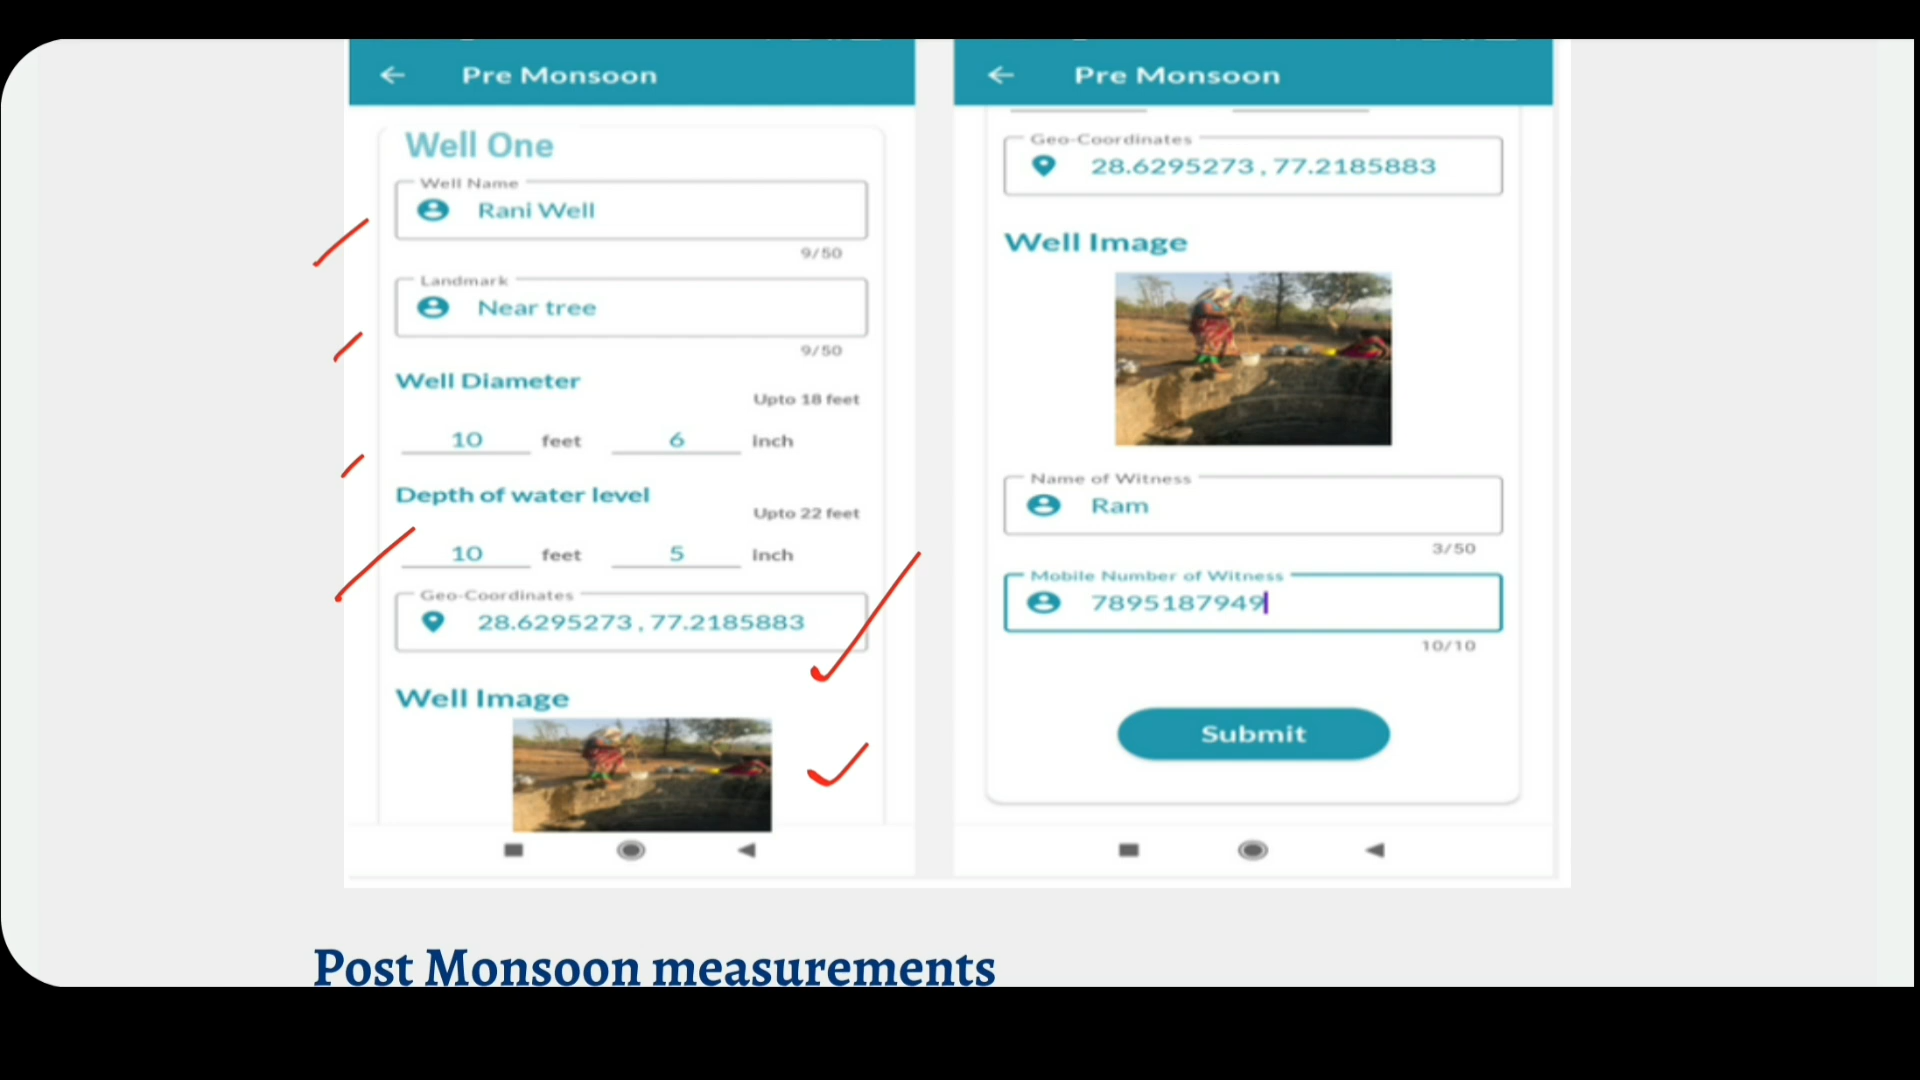 Pre Monsoon
Well One
Well Name
Rani Well
9/50
Landmark
Near tree
9/50
Well Diameter
Upto 18 feet
10 feet 6 inch
Depth of water level
Upto 22 feet
10 feet 5 inch
Geo-Coordinates
28.6295273 , 77.2185883
Well Image
Pre Monsoon
Geo-Coordinates
28.6295273 , 77.2185883
Well Image
Name of Witness
Ram
3/50
Mobile Number of Witness
7895187949
10/10
Submit
Post Monsoon measurements